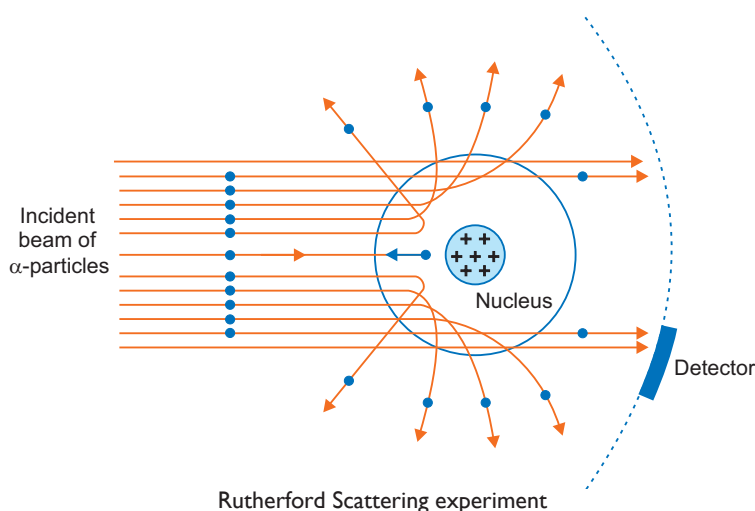 Incident
beam of
α-particles
+ +
+ + +
+ +
Nucleus
Detector
Rutherford Scattering experiment